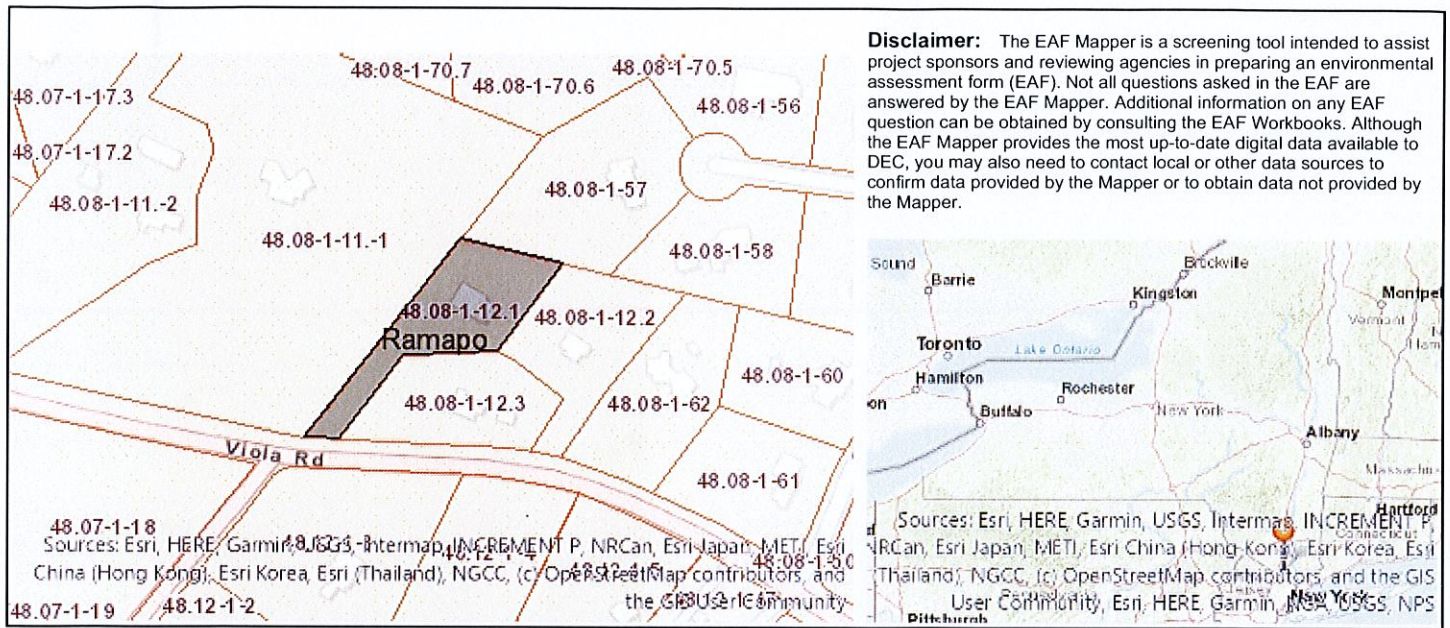 Disclaimer: The EAF Mapper is a screening tool intended to assist
project sponsors and reviewing agencies in preparing an environmental
assessment form (EAF). Not all questions asked in the EAF are
answered by the EAF Mapper. Additional information on any EAF
question can be obtained by consulting the EAF Workbooks. Although
the EAF Mapper provides the most up-to-date digital data available to
DEC, you may also need to contact local or other data sources to
confirm data provided by the Mapper or to obtain data not provided by
the Mapper.
48.08-1-70.7
48.08-1-70.6
48.08-1-70.5
48.08-1-56
48.07-1-17.3
48.07-1-17.2
48.08-1-11.-2
48.08-1-57
48.08-1-11.-1
48.08-1-58
48.08-1-12.1
48.08-1-12.2
Ramapo
48.08-1-60
48.08-1-12.3
48.08-1-62
Viola Rd
48.08-1-61
48.07-1-18
48.08-1-50
48.07-1-19
48.12-1-2
Sources: Esri, HERE, Garmin, USGS, Intermap, INCREMENT P, NRCan, Esri Japan, METI, Esri
China (Hong Kong), Esri Korea, Esri (Thailand), NGCC, (c) OpenStreetMap contributors, and
the GIS User Community
Sound
Barrie
Brockville
Kingston
Montpel
Vermont
Toronto
Lake Ontario
Hamilton
Rochester
Buffalo
New York
Albany
Hartford
Connecticut
Sources: Esri, HERE, Garmin, USGS, Intermap, INCREMENT P,
NRCan, Esri Japan, METI, Esri China (Hong Kong), Esri Korea, Esri
(Thailand), NGCC, (c) OpenStreetMap contributors, and the GIS
User Community, Esri, HERE, Garmin, NGA, USGS, NPS
New York
Pittsburgh